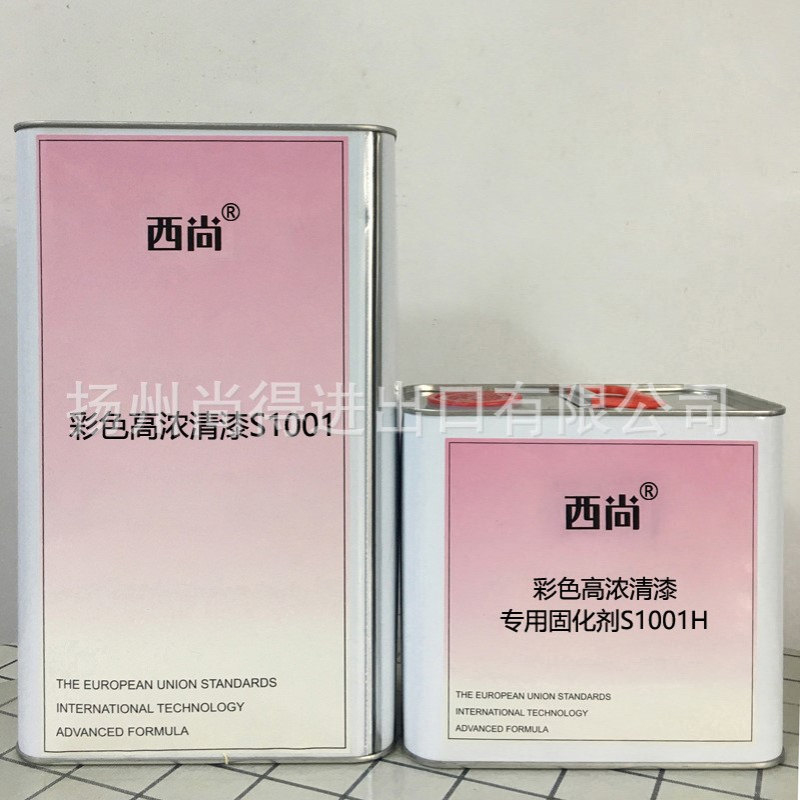 西尚®
彩色高浓清漆S1001
THE EUROPEAN UNION STANDARDS
INTERNATIONAL TECHNOLOGY
ADVANCED FORMULA
西尚®
彩色高浓清漆
专用固化剂S1001H
THE EUROPEAN UNION STANDARDS
INTERNATIONAL TECHNOLOGY
ADVANCED FORMULA
扬州尚得进出口有限公司